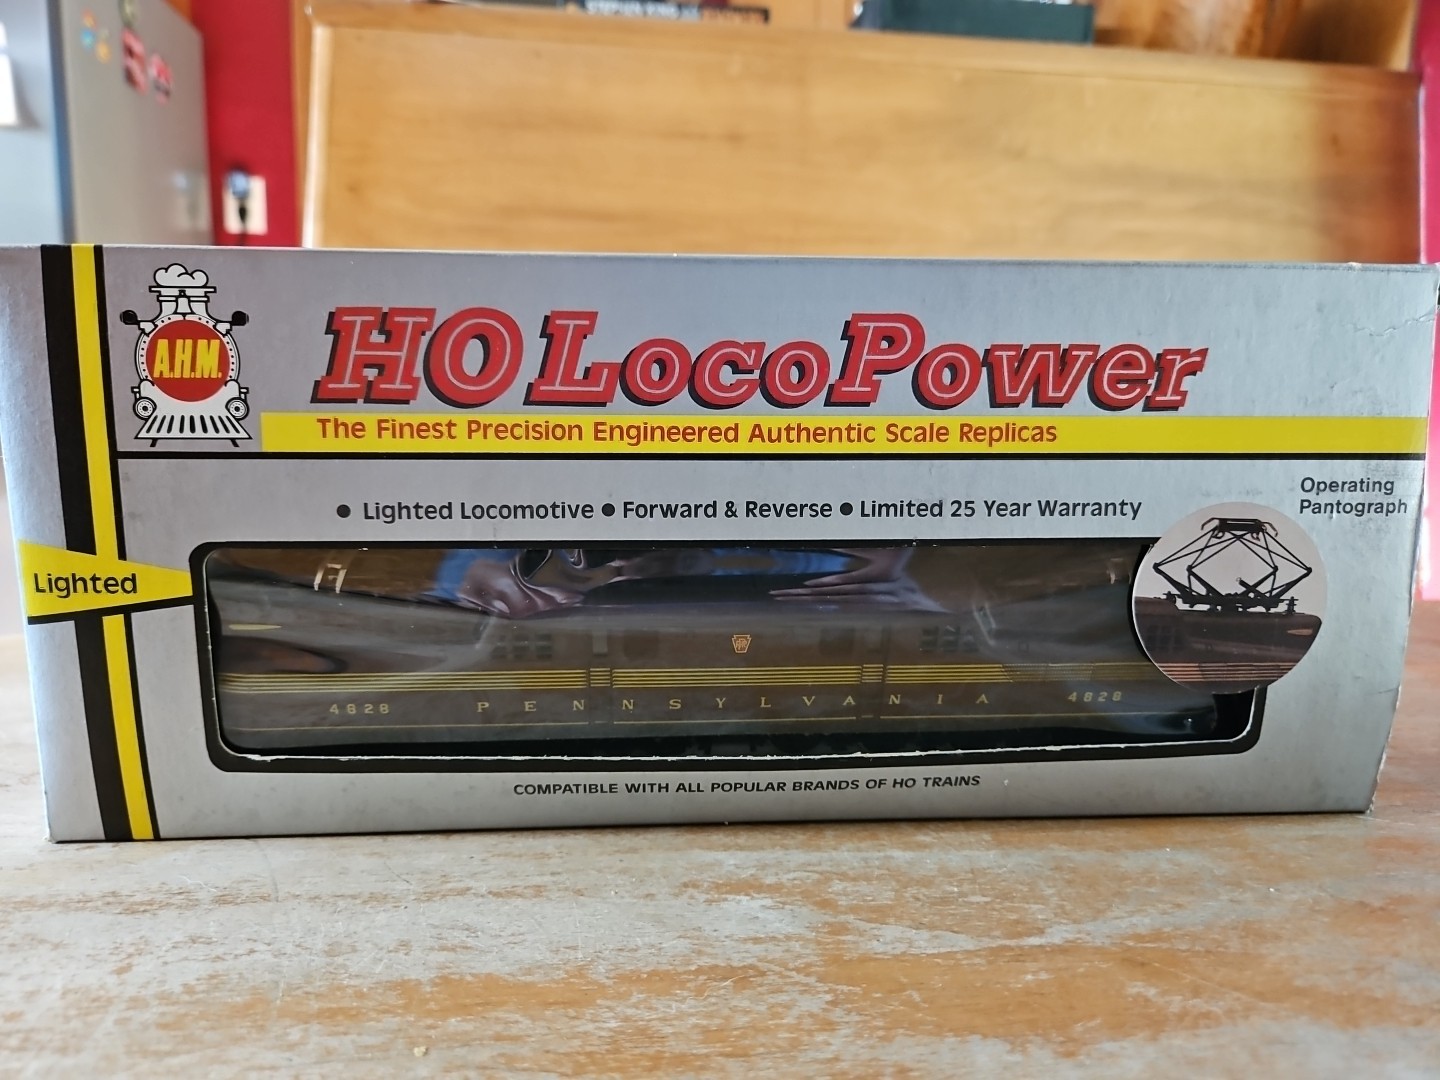 A.H.M.
HO LocoPower
The Finest Precision Engineered Authentic Scale Replicas
● Lighted Locomotive ● Forward & Reverse ● Limited 25 Year Warranty
Operating
Pantograph
Lighted
4828 PENNSYLVANIA 4828
COMPATIBLE WITH ALL POPULAR BRANDS OF HO TRAINS